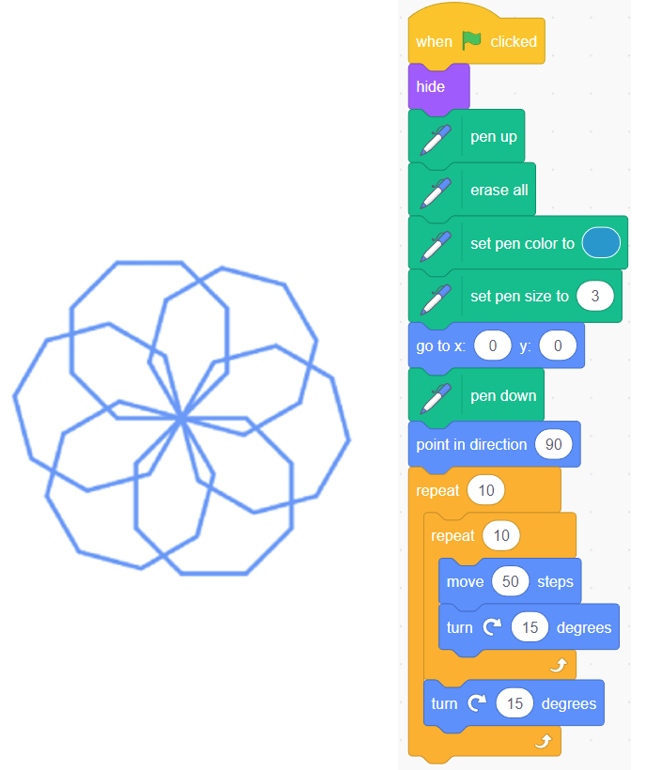 when clicked
hide
pen up
erase all
set pen color to
set pen size to 3
go to x: 0 y: 0
pen down
point in direction 90
repeat 10
repeat 10
move 50 steps
turn 15 degrees
turn 15 degrees